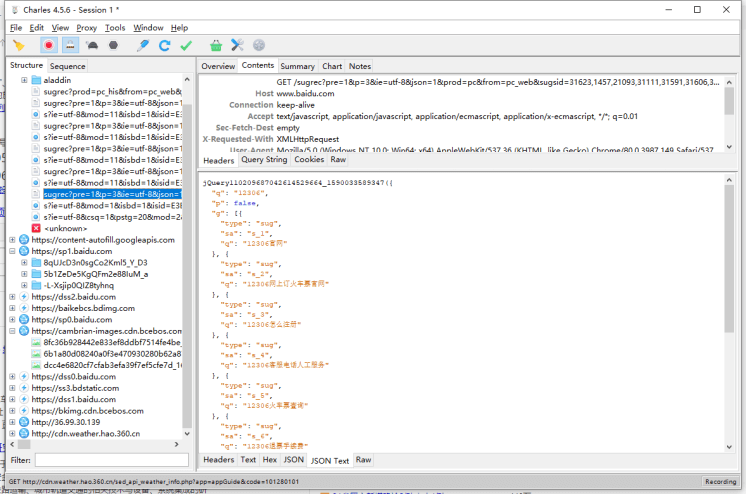 Charles 4.5.6 - Session 1 *
File Edit View Proxy Tools Window Help
Structure Sequence
aladdin
sugrec?prod=pc_his&from=pc_web&
sugrec?pre=1&p=3&ie=utf-8&json=1
s?ie=utf-8&mod=11&isbd=1&isid=E3
sugrec?pre=1&p=3&ie=utf-8&json=1
s?ie=utf-8&mod=11&isbd=1&isid=E3
sugrec?pre=1&p=3&ie=utf-8&json=1
s?ie=utf-8&mod=11&isbd=1&isid=E3
sugrec?pre=1&p=3&ie=utf-8&json=1
s?ie=utf-8&mod=11&isbd=1&isid=E3
sugrec?pre=1&p=3&ie=utf-8&json=1
s?ie=utf-8&mod=1&isbd=1&isid=E38
s?ie=utf-8&csq=1&pstg=20&mod=2
<unknown>
https://content-autofill.googleapis.com
https://sp1.baidu.com
8qUJcD3n0sgCo2Kml5_Y_D3
5b1ZeDe5KgQFm2e88IuM_a
-L-Xsjip0QIZ8tyhnq
https://dss2.baidu.com
https://baikebcs.bdimg.com
https://sp0.baidu.com
https://cambrian-images.cdn.bcebos.com
8fc36b928442e833ef8ddbf7514fe4be_
6b1a80d08240a0f3e470930280b62a8
dcc4e6820cf7cfab3efa39f7ef5cfe7d_1
https://dss0.baidu.com
https://ss3.bdstatic.com
https://dss1.baidu.com
https://bkimg.cdn.bcebos.com
http://36.99.30.119
http://cdn.weather.hao.360.cn
Filter:
Overview Contents Summary Chart Notes
GET /sugrec?pre=1&p=3&ie=utf-8&json=1&prod=pc&from=pc_web&sugsid=31623,1457,21093,31111,31591,31606,3...
Host www.baidu.com
Connection keep-alive
Accept text/javascript, application/javascript, application/ecmascript, application/x-ecmascript, */*; q=0.01
Sec-Fetch-Dest empty
X-Requested-With XMLHttpRequest
User-Agent Mozilla/5.0 (Windows NT 10.0; Win64; x64) AppleWebKit/537.36 (KHTML, like Gecko) Chrome/80.0.3987.149 Safari/537
Headers Query String Cookies Raw
jQuery110209687042614529664_1590033589347({
"q": "12306",
"p": false,
"g": [{
"type": "sug",
"sa": "s_1",
"q": "12306官网"
}, {
"type": "sug",
"sa": "s_2",
"q": "12306网上订火车票官网"
}, {
"type": "sug",
"sa": "s_3",
"q": "12306怎么注册"
}, {
"type": "sug",
"sa": "s_4",
"q": "12306客服电话人工服务"
}, {
"type": "sug",
"sa": "s_5",
"q": "12306火车票查询"
}, {
"type": "sug",
"sa": "s_6",
"q": "12306退票手续费"
Headers Text Hex JSON JSON Text Raw
GET http://cdn.weather.hao.360.cn/sed_api_weather_info.php?app=appGuide&code=101280101
Recording